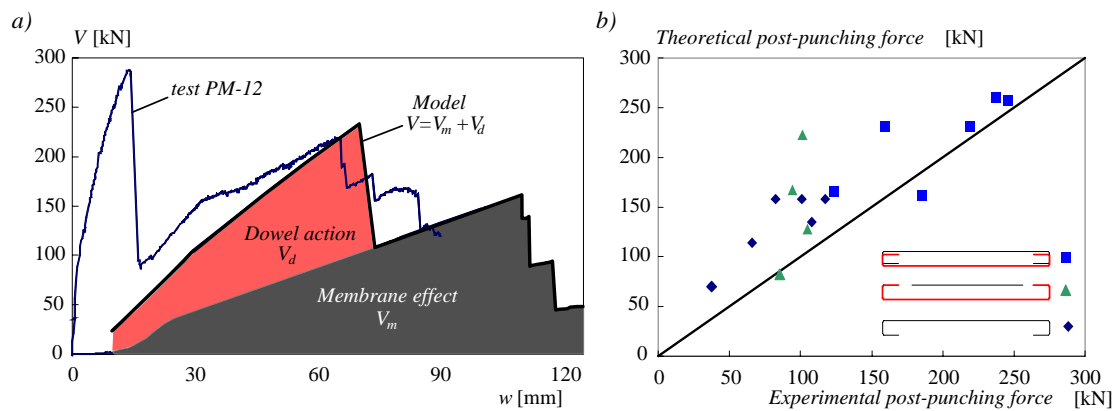 a)
V [kN]
300
250
200
150
100
50
0
test PM-12
Model
V=Vm+Vd
Dowel action
Vd
Membrane effect
Vm
0 30 60 90 120
w [mm]
b)
Theoretical post-punching force [kN]
300
250
200
150
100
50
0
0 50 100 150 200 250 300
Experimental post-punching force [kN]